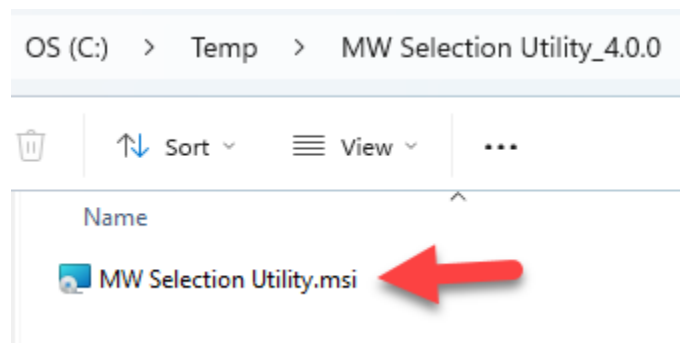 OS (C:) > Temp > MW Selection Utility_4.0.0
Sort View ...
Name
MW Selection Utility.msi